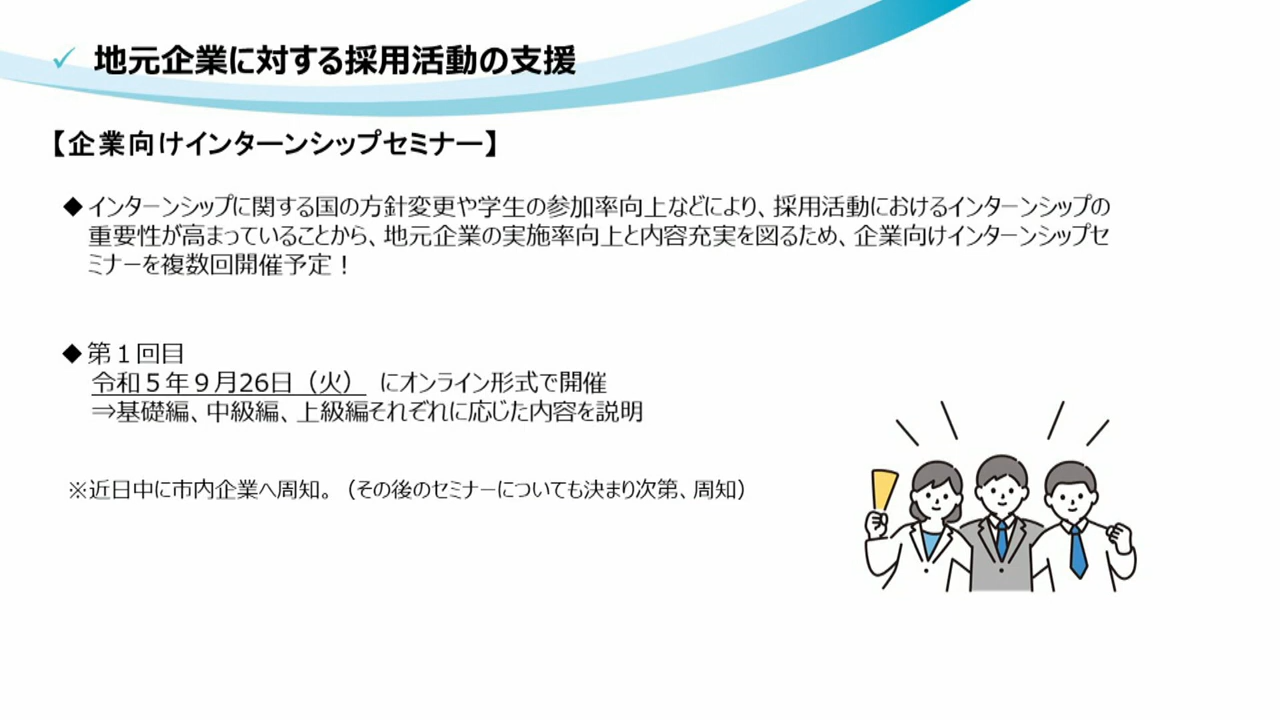 ✓ 地元企業に対する採用活動の支援
【企業向けインターンシップセミナー】
◆インターンシップに関する国の方針変更や学生の参加率向上などにより、採用活動におけるインターンシップの
重要性が高まっていることから、地元企業の実施率向上と内容充実を図るため、企業向けインターンシップセ
ミナーを複数回開催予定！
◆第１回目
令和５年９月26日（火） にオンライン形式で開催
⇒基礎編、中級編、上級編それぞれに応じた内容を説明
※近日中に市内企業へ周知。（その後のセミナーについても決まり次第、周知）